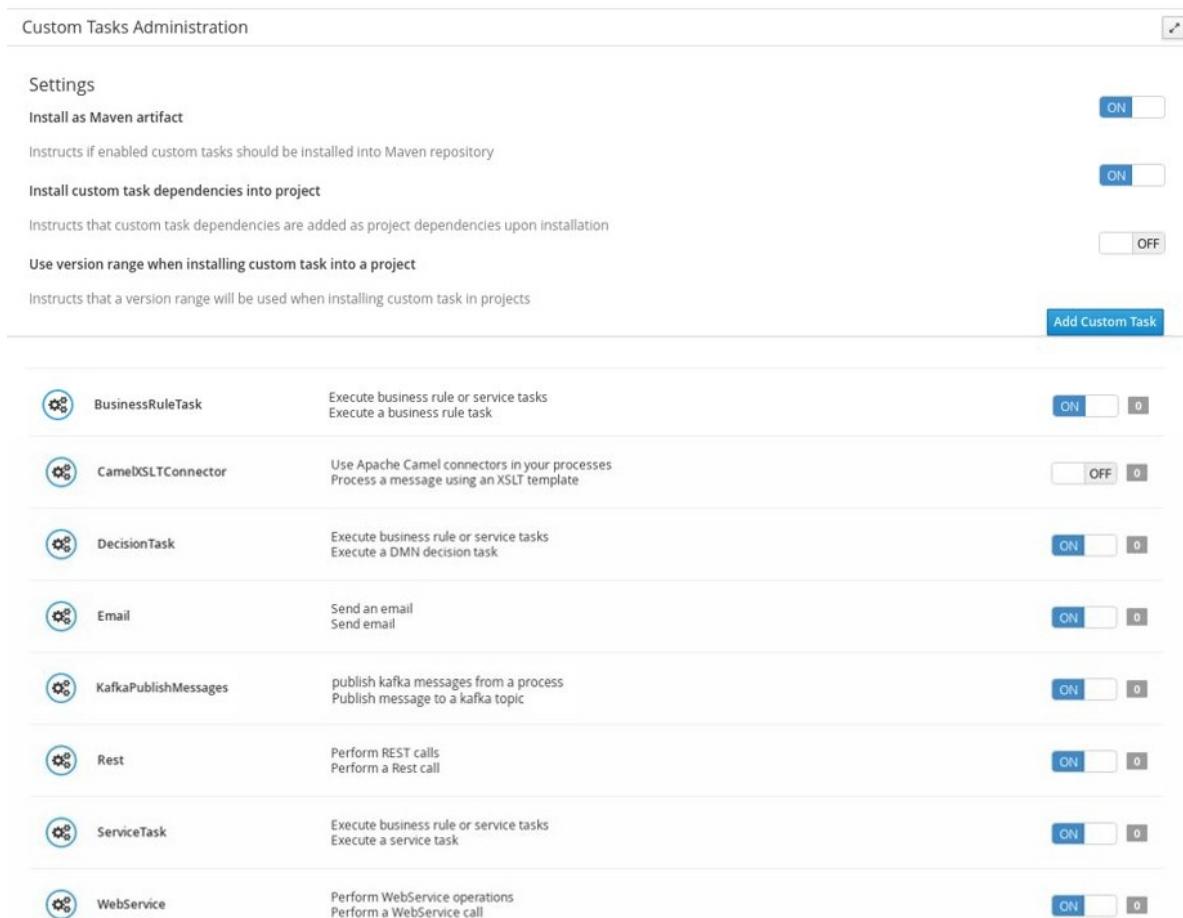 Custom Tasks Administration
Settings
ON
Install as Maven artifact
Instructs if enabled custom tasks should be installed into Maven repository
ON
Install custom task dependencies into project
Instructs that custom task dependencies are added as project dependencies upon installation
OFF
Use version range when installing custom task into a project
Instructs that a version range will be used when installing custom task in projects
Add Custom Task
BusinessRuleTask
Execute business rule or service tasks
Execute a business rule task
ON 0
CamelXSLTConnector
Use Apache Camel connectors in your processes
Process a message using an XSLT template
OFF 0
DecisionTask
Execute business rule or service tasks
Execute a DMN decision task
ON 0
Email
Send an email
Send email
ON 0
KafkaPublishMessages
publish kafka messages from a process
Publish message to a kafka topic
ON 0
Rest
Perform REST calls
Perform a Rest call
ON 0
ServiceTask
Execute business rule or service tasks
Execute a service task
ON 0
WebService
Perform WebService operations
Perform a WebService call
ON 0